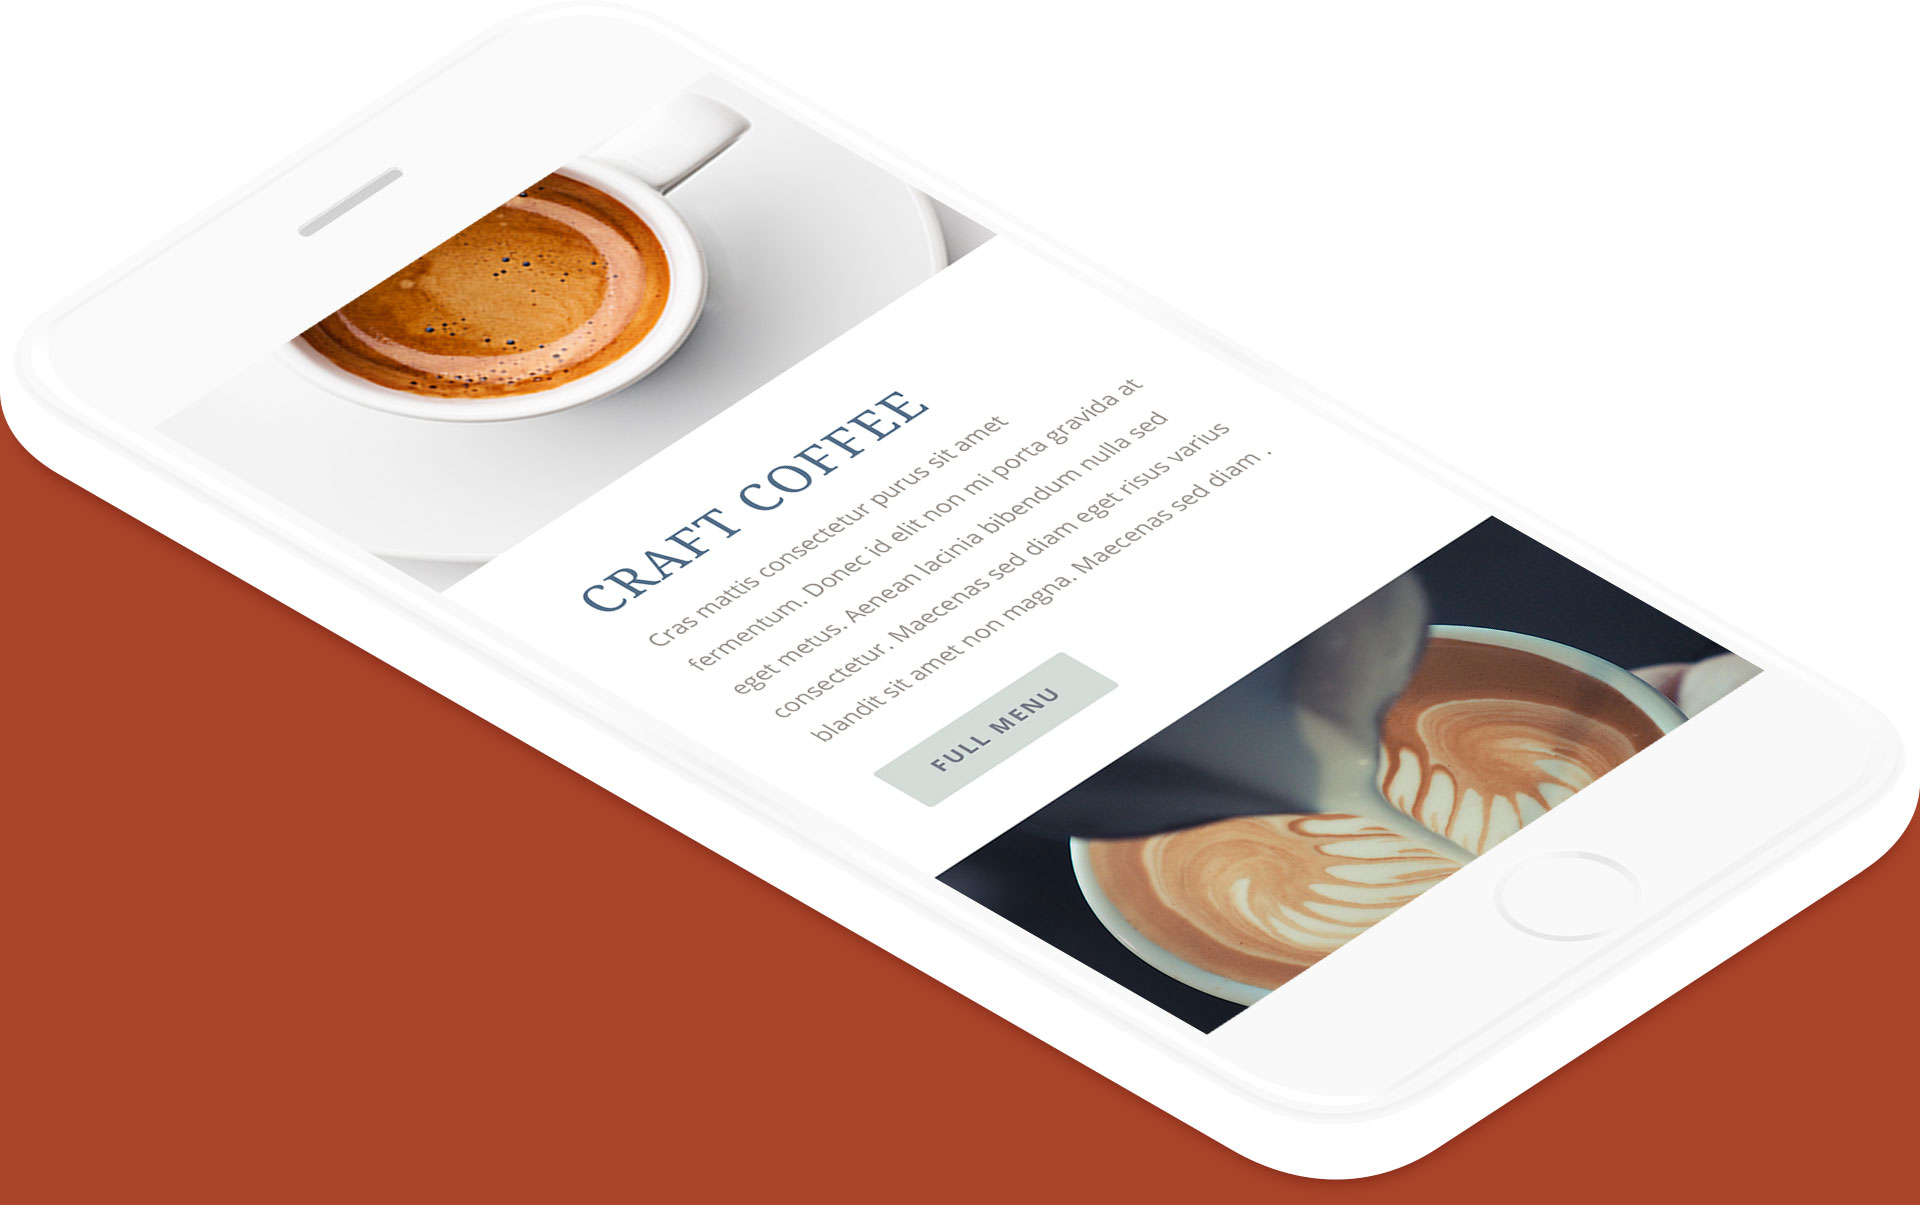 CRAFT COFFEE
Cras mattis consectetur purus sit amet
fermentum. Donec id elit non mi porta gravida at
eget metus. Aenean lacinia bibendum nulla sed
consectetur. Maecenas sed diam eget risus varius
blandit sit amet non magna. Maecenas sed diam .
FULL MENU